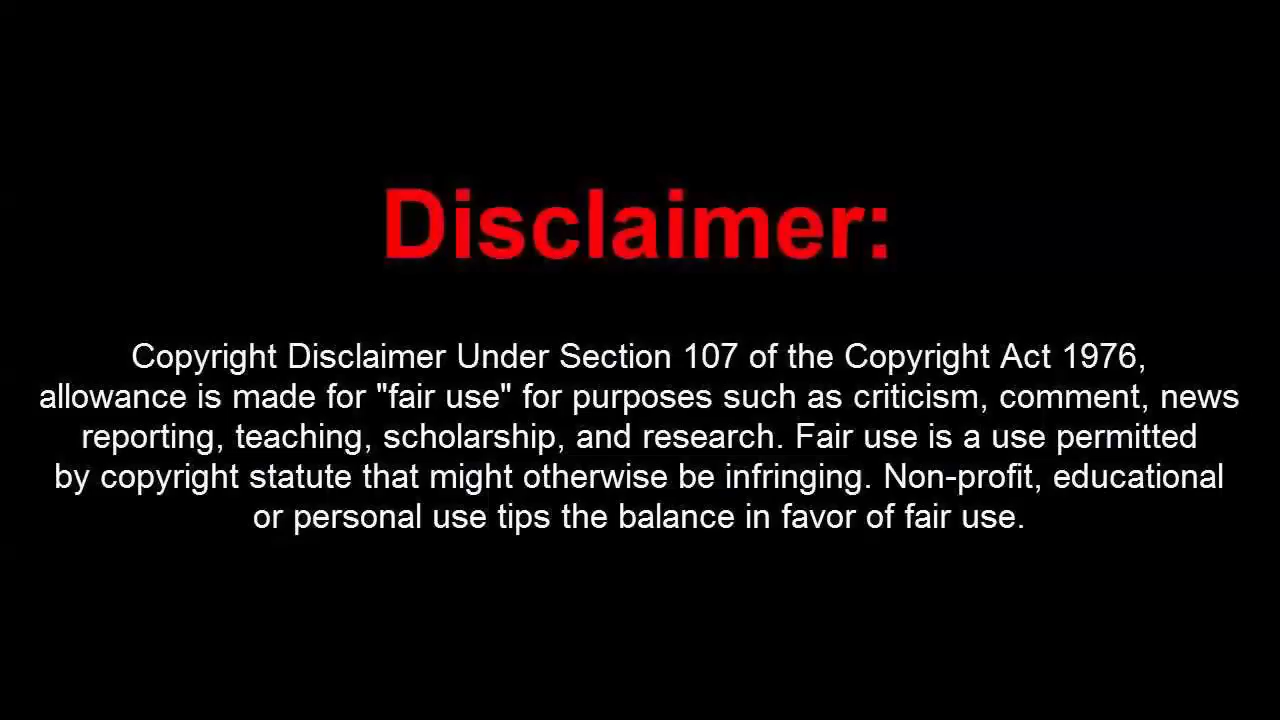 Disclaimer:
Copyright Disclaimer Under Section 107 of the Copyright Act 1976,
allowance is made for "fair use" for purposes such as criticism, comment, news
reporting, teaching, scholarship, and research. Fair use is a use permitted
by copyright statute that might otherwise be infringing. Non-profit, educational
or personal use tips the balance in favor of fair use.